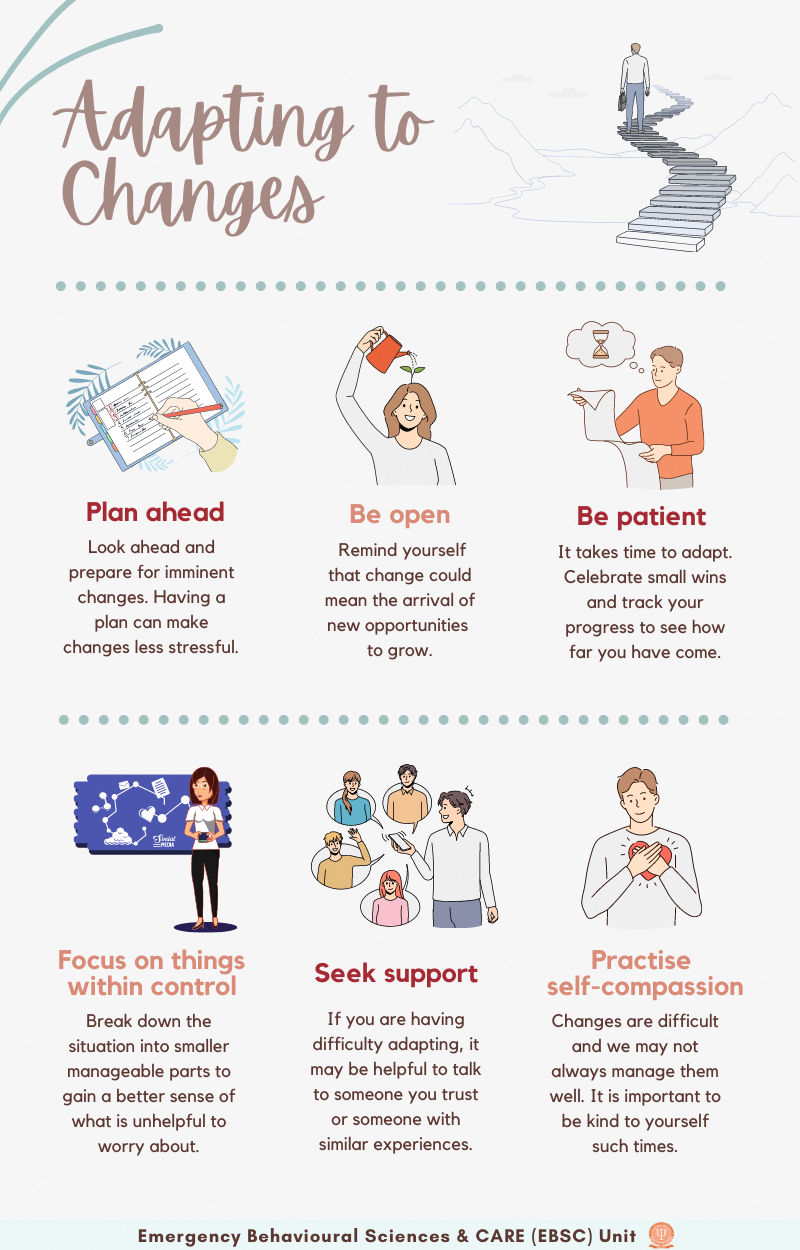 Adapting to
Changes
Plan ahead
Look ahead and
prepare for imminent
changes. Having a
plan can make
changes less stressful.
Be open
Remind yourself
that change could
mean the arrival of
new opportunities
to grow.
Be patient
It takes time to adapt.
Celebrate small wins
and track your
progress to see how
far you have come.
Social
MEDIA
Focus on things
within control
Break down the
situation into smaller
manageable parts to
gain a better sense of
what is unhelpful to
worry about.
Seek support
If you are having
difficulty adapting, it
may be helpful to talk
to someone you trust
or someone with
similar experiences.
Practise
self-compassion
Changes are difficult
and we may not
always manage them
well. It is important to
be kind to yourself
such times.
Emergency Behavioural Sciences & CARE (EBSC) Unit